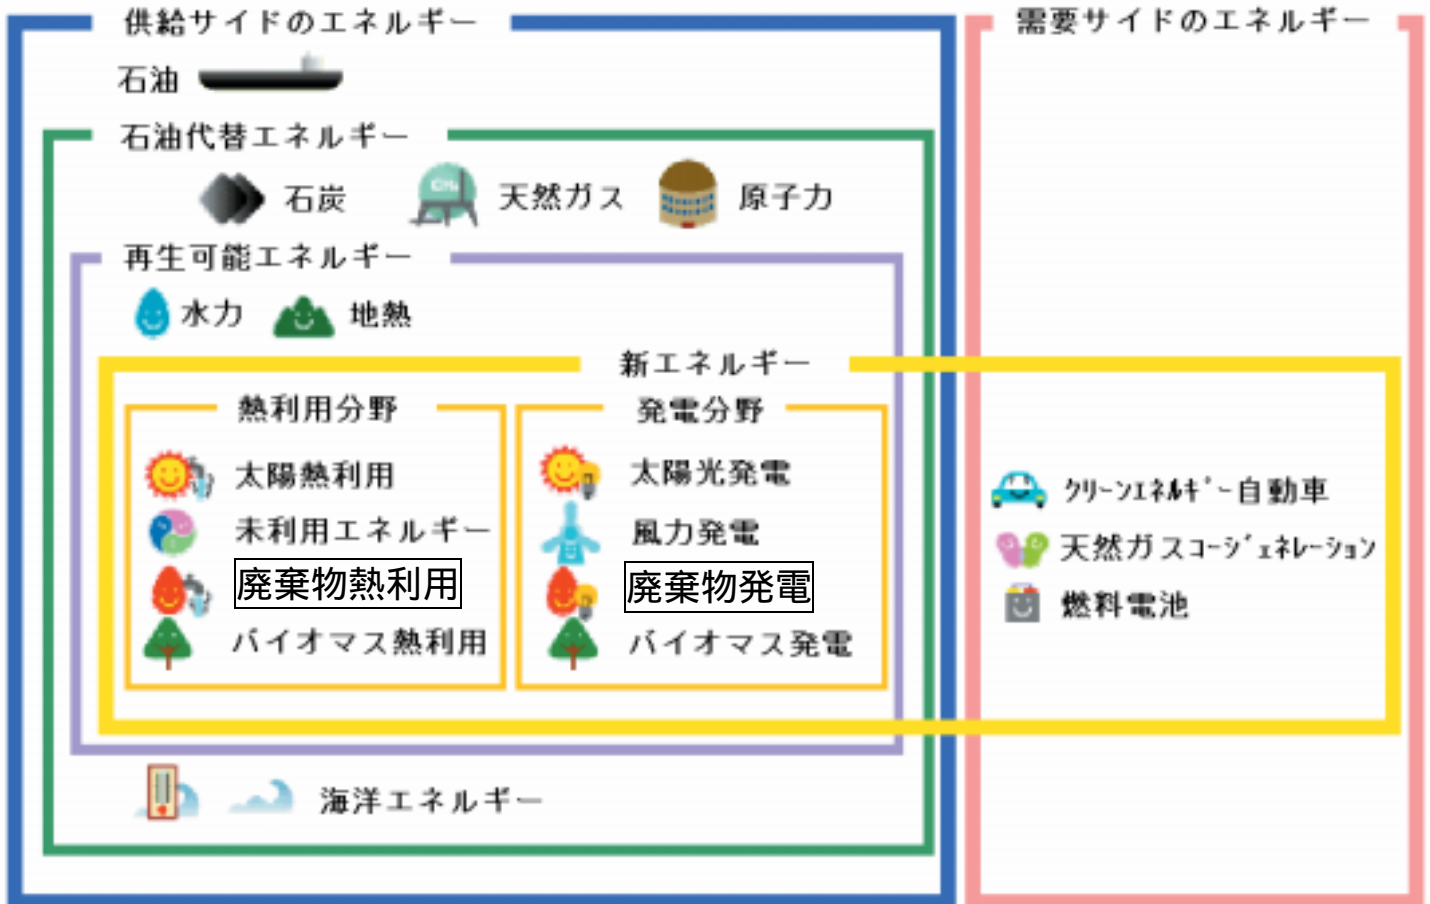 供給サイドのエネルギー
需要サイドのエネルギー
石油
石油代替エネルギー
石炭
CH₄
天然ガス
原子力
再生可能エネルギー
水力
地熱
新エネルギー
熱利用分野
発電分野
太陽熱利用
太陽光発電
未利用エネルギー
風力発電
廃棄物熱利用
廃棄物発電
バイオマス熱利用
バイオマス発電
クリーンエネルギー自動車
天然ガスコージェネレーション
燃料電池
海洋エネルギー